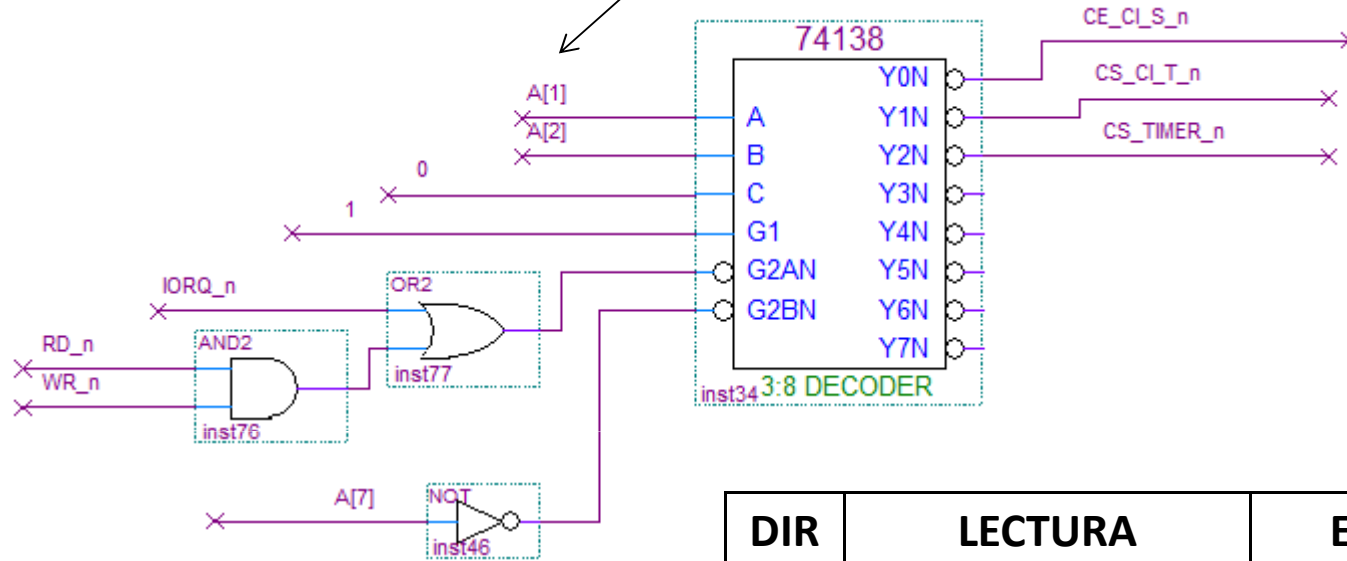 CE_CI_S_n
74138
Y0N
CS_CI_T_n
A[1]
A
Y1N
A[2]
B
Y2N
CS_TIMER_n
0
C
Y3N
1
G1
Y4N
IORQ_n
OR2
G2AN
Y5N
G2BN
Y6N
RD_n
AND2
inst77
Y7N
WR_n
inst34
3:8 DECODER
inst76
A[7]
NOT
inst46
DIR
LECTURA